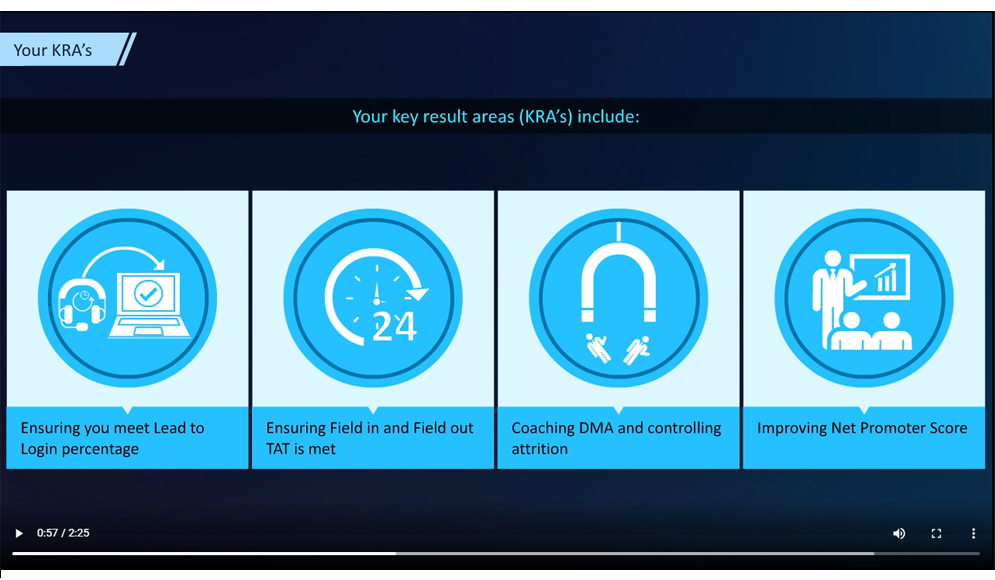 Your KRA's
Your key result areas (KRA's) include:
24
Ensuring you meet Lead to
Login percentage
Ensuring Field in and Field out
TAT is met
Coaching DMA and controlling
attrition
Improving Net Promoter Score
0:57 / 2:25